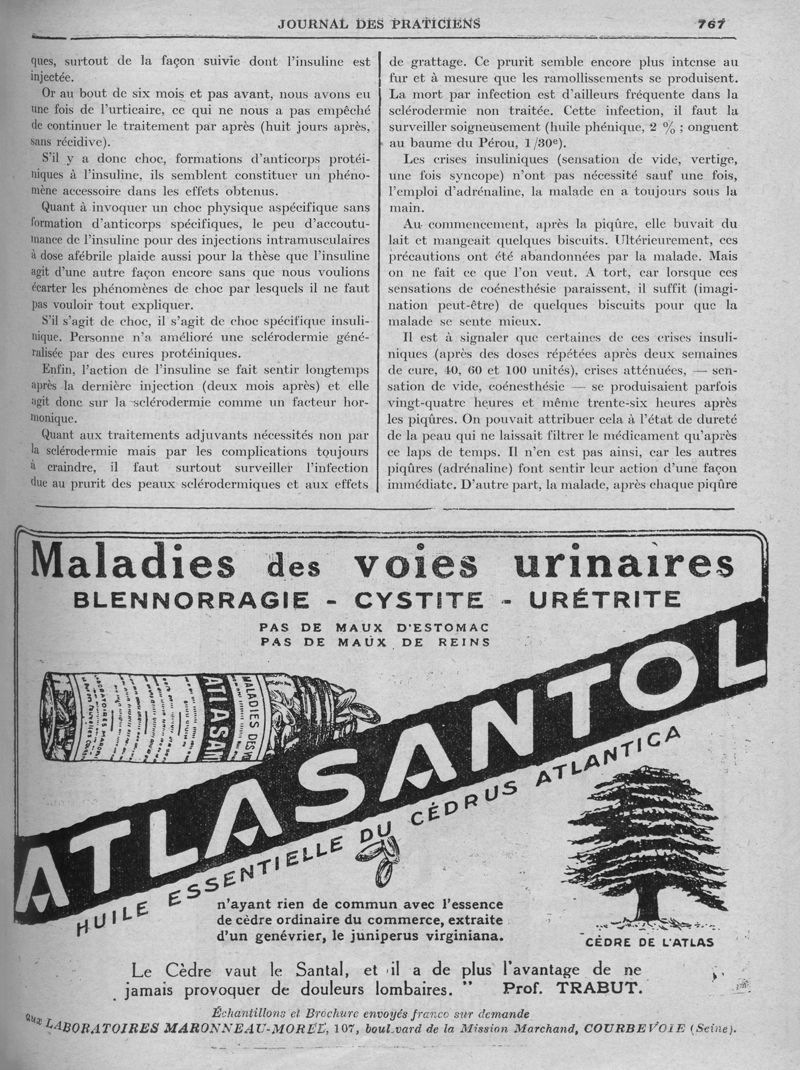 JOURNAL DES PRATICIENS 767
ques, surtout de la façon suivie dont l'insuline est
injectée.
Or au bout de six mois et pas avant, nous avons eu
une fois de l'urticaire, ce qui ne nous a pas empêché
de continuer le traitement par après (huit jours après,
sans récidive).
S'il y a donc choc, formations d'anticorps protéi-
niques à l'insuline, ils semblent constituer un phéno-
mène accessoire dans les effets obtenus.
Quant à invoquer un choc physique aspécifique sans
formation d'anticorps spécifiques, le peu d'accoutu-
mance de l'insuline pour des injections intramusculaires
à dose afébrile plaide aussi pour la thèse que l'insuline
agit d'une autre façon encore sans que nous voulions
écarter les phénomènes de choc par lesquels il ne faut
pas vouloir tout expliquer.
S'il s'agit de choc, il s'agit de choc spécifique insuli-
nique. Personne n'a amélioré une sclérodermie géné-
ralisée par des cures protéiniques.
Enfin, l'action de l'insuline se fait sentir longtemps
après la dernière injection (deux mois après) et elle
agit donc sur la sclérodermie comme un facteur hor-
monique.
Quant aux traitements adjuvants nécessités non par
la sclérodermie mais par les complications toujours
à craindre, il faut surtout surveiller l'infection
due au prurit des peaux sclérodermiques et aux effets
de grattage. Ce prurit semble encore plus intense au
fur et à mesure que les ramollissements se produisent.
La mort par infection est d'ailleurs fréquente dans la
sclérodermie non traitée. Cette infection, il faut la
surveiller soigneusement (huile phénique, 2 % ; onguent
au baume du Pérou, 1/30e).
Les crises insuliniques (sensation de vide, vertige,
une fois syncope) n'ont pas nécessité sauf une fois,
l'emploi d'adrénaline, la malade en a toujours sous la
main.
Au commencement, après la piqûre, elle buvait du
lait et mangeait quelques biscuits. Ultérieurement, ces
précautions ont été abandonnées par la malade. Mais
on ne fait ce que l'on veut. A tort, car lorsque ces
sensations de coénesthésie paraissent, il suffit (imagi-
nation peut-être) de quelques biscuits pour que la
malade se sente mieux.
Il est à signaler que certaines de ces crises insuli-
niques (après des doses répétées après deux semaines
de cure, 40, 60 et 100 unités), crises atténuées, — sen-
sation de vide, coénesthésie — se produisaient parfois
vingt-quatre heures et même trente-six heures après
les piqûres. On pouvait attribuer cela à l'état de dureté
de la peau qui ne laissait filtrer le médicament qu'après
ce laps de temps. Il n'en est pas ainsi, car les autres
piqûres (adrénaline) font sentir leur action d'une façon
immédiate. D'autre part, la malade, après chaque piqûre
Maladies des voies urinaires
BLENNORRAGIE - CYSTITE - URÉTRITE
PAS DE MAUX D'ESTOMAC
PAS DE MAUX DE REINS
MALADIES DES
ATLASAN
ATLASANTOL
HUILE ESSENTIELLE DU CÉDRUS ATLANTICA
n'ayant rien de commun avec l'essence
de cèdre ordinaire du commerce, extraite
d'un genévrier, le juniperus virginiana.
CÈDRE DE L'ATLAS
Le Cèdre vaut le Santal, et il a de plus l'avantage de ne
jamais provoquer de douleurs lombaires. " Prof. TRABUT.
Échantillons et Brochure envoyés franco sur demande
aux LABORATOIRES MARONNEAU-MORÉE, 107, boulevard de la Mission Marchand, COURBEVOIE (Seine).